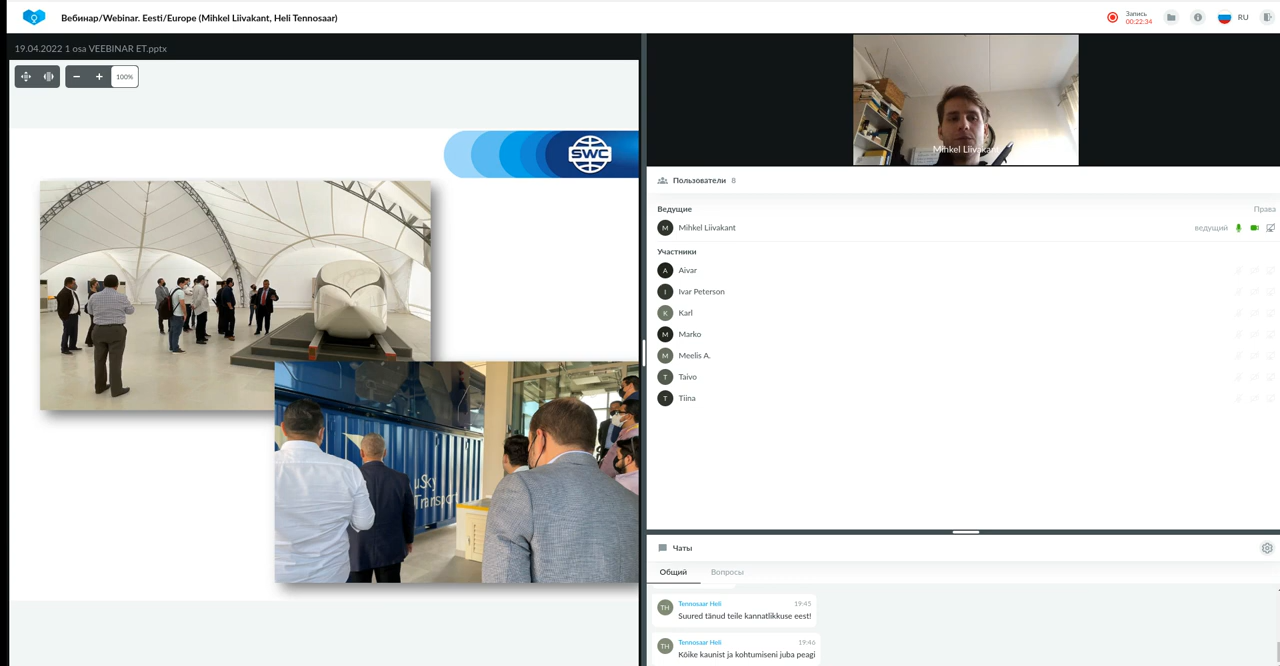 Вебинар/Webinar. Eesti/Europe (Mihkel Liivakant, Heli Tennosaar)
Запись
00:22:34
RU
19.04.2022 1 osa VEEBINAR ET.pptx
100%
SWC
uSky
Transport
Mihkel Liivakant
Пользователи 8
Ведущие
Права
M Mihkel Liivakant
ведущий
Участники
A Aivar
I Ivar Peterson
K Karl
M Marko
M Meelis A.
T Taivo
T Tiina
Чаты
Общий
Вопросы
TH Tennosaar Heli 19:45
Suured tänud teile kannatlikkuse eest!
TH Tennosaar Heli 19:46
Kõike kaunist ja kohtumiseni juba peagi